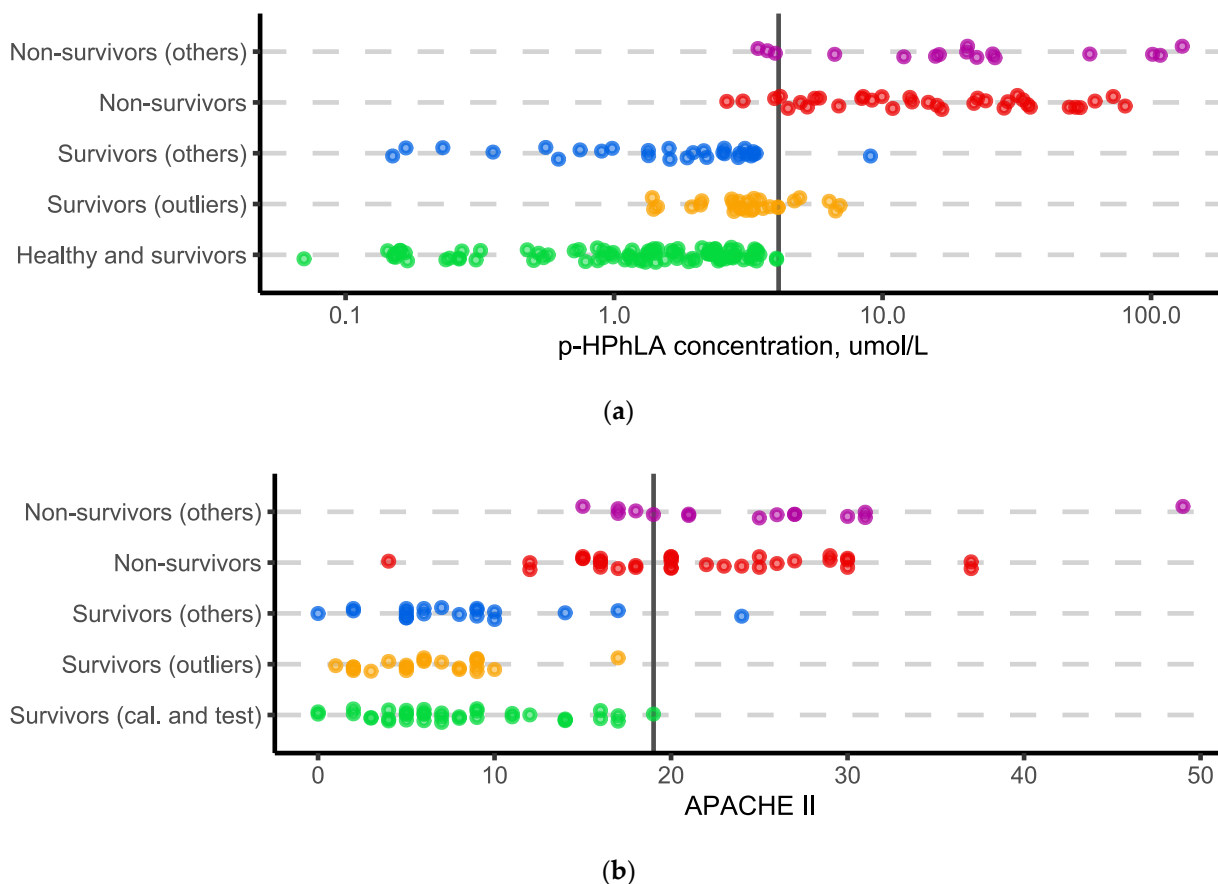 Non-survivors (others)
Non-survivors
Survivors (others)
Survivors (outliers)
Healthy and survivors
0.1 1.0 10.0 100.0
p-HPhLA concentration, umol/L
(a)
Non-survivors (others)
Non-survivors
Survivors (others)
Survivors (outliers)
Survivors (cal. and test)
0 10 20 30 40 50
APACHE II
(b)